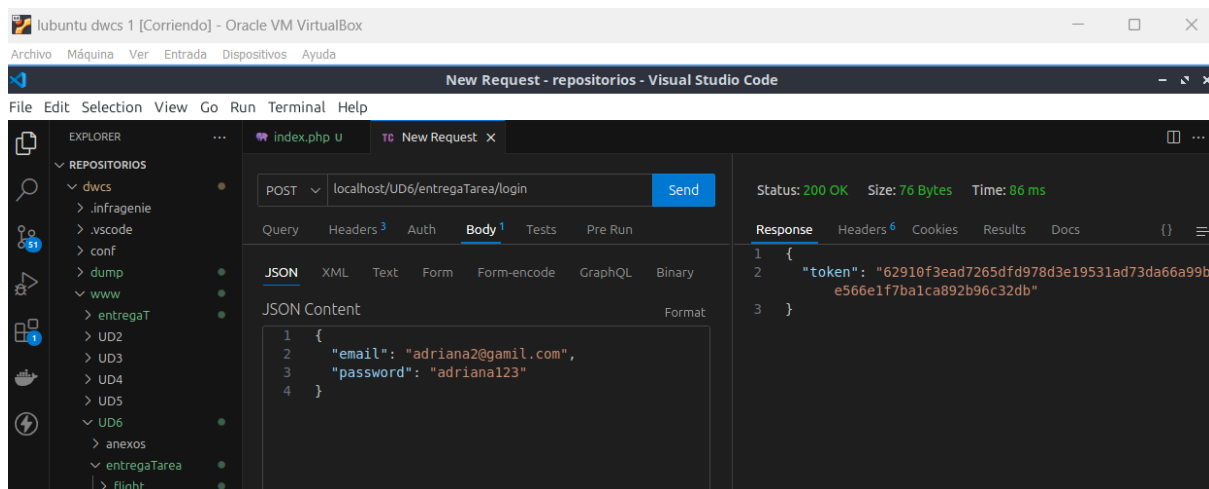 lubuntu dwcs 1 [Corriendo] - Oracle VM VirtualBox
Archivo Máquina Ver Entrada Dispositivos Ayuda
New Request - repositorios - Visual Studio Code
File Edit Selection View Go Run Terminal Help
EXPLORER ...
index.php U
TC New Request
REPOSITORIOS
dwcs
.infragenie
.vscode
conf
dump
www
entregaT
UD2
UD3
UD4
UD5
UD6
anexos
entregaTarea
flight
51
1
POST localhost/UD6/entregaTarea/login Send
Query Headers 3 Auth Body 1 Tests Pre Run
JSON XML Text Form Form-encode GraphQL Binary
JSON Content Format
1 {
2 "email": "adriana2@gamil.com",
3 "password": "adriana123"
4 }
Status: 200 OK Size: 76 Bytes Time: 86 ms
Response Headers 6 Cookies Results Docs {}
1 {
2 "token": "62910f3ead7265dfd978d3e19531ad73da66a99b
e566e1f7ba1ca892b96c32db"
3 }